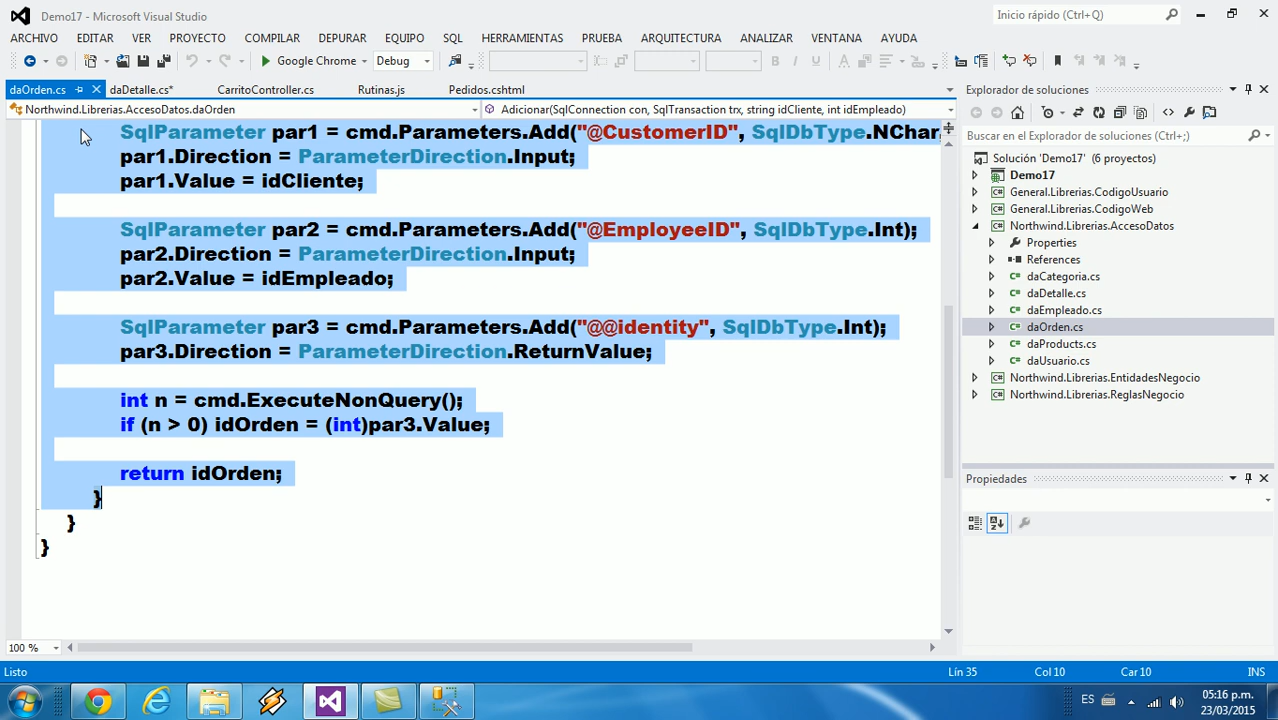 Demo17 - Microsoft Visual Studio
Inicio rápido (Ctrl+Q)
ARCHIVO EDITAR VER PROYECTO COMPILAR DEPURAR EQUIPO SQL HERRAMIENTAS PRUEBA ARQUITECTURA ANALIZAR VENTANA AYUDA
Google Chrome Debug
daOrden.cs daDetalle.cs* CarritoController.cs Rutinas.js Pedidos.cshtml
Northwind.Librerias.AccesoDatos.daOrden Adicionar(SqlConnection con, SqlTransaction trx, string idCliente, int idEmpleado)
SqlParameter par1 = cmd.Parameters.Add("@CustomerID", SqlDbType.NChar,
par1.Direction = ParameterDirection.Input;
par1.Value = idCliente;
SqlParameter par2 = cmd.Parameters.Add("@EmployeeID", SqlDbType.Int);
par2.Direction = ParameterDirection.Input;
par2.Value = idEmpleado;
SqlParameter par3 = cmd.Parameters.Add("@@identity", SqlDbType.Int);
par3.Direction = ParameterDirection.ReturnValue;
int n = cmd.ExecuteNonQuery();
if (n > 0) idOrden = (int)par3.Value;
return idOrden;
}
}
}
100 %
Explorador de soluciones
Buscar en el Explorador de soluciones (Ctrl+;)
Solución 'Demo17' (6 proyectos)
Demo17
General.Librerias.CodigoUsuario
General.Librerias.CodigoWeb
Northwind.Librerias.AccesoDatos
Properties
References
daCategoria.cs
daDetalle.cs
daEmpleado.cs
daOrden.cs
daProducts.cs
daUsuario.cs
Northwind.Librerias.EntidadesNegocio
Northwind.Librerias.ReglasNegocio
Propiedades
Listo Lín 35 Col 10 Car 10 INS
ES 05:16 p.m.
23/03/2015